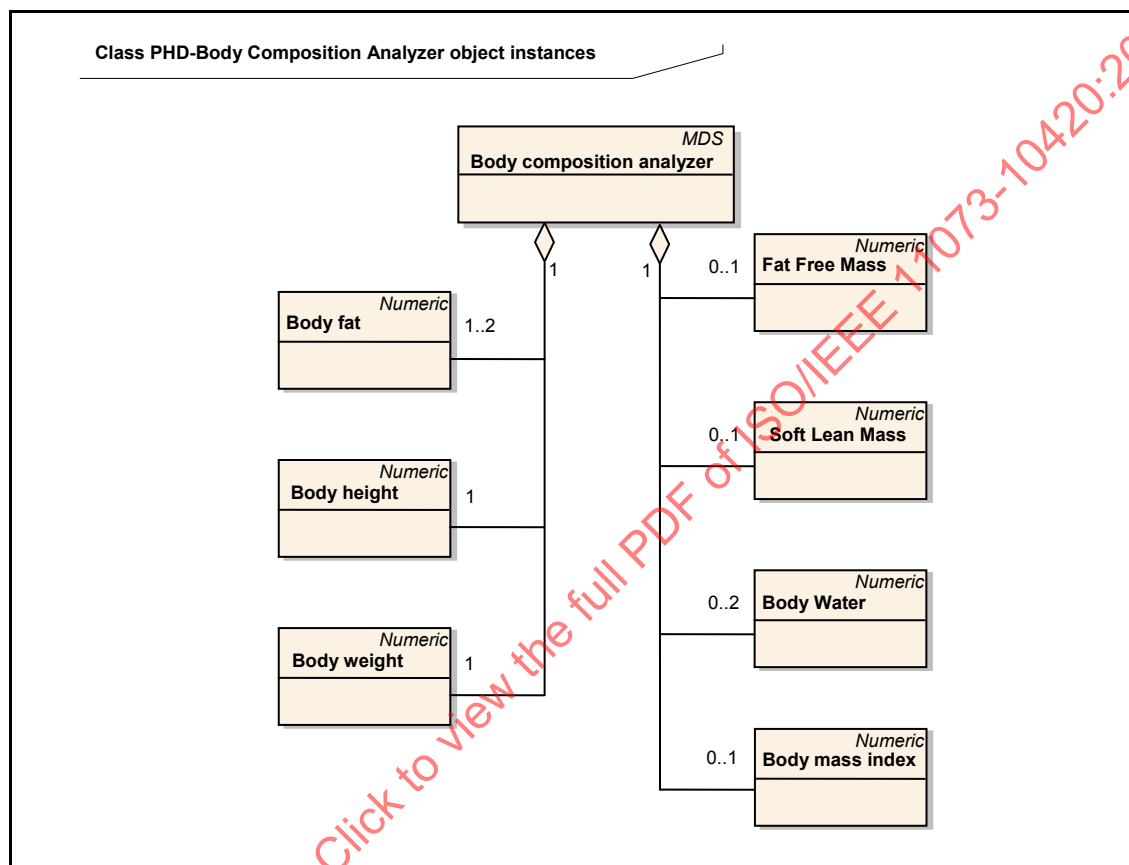 Class PHD-Body Composition Analyzer object instances
MDS
Body composition analyzer
1
1
Numeric
Body fat
1..2
Numeric
Body height
1
Numeric
Body weight
1
Numeric
Fat Free Mass
0..1
Numeric
Soft Lean Mass
0..1
Numeric
Body Water
0..2
Numeric
Body mass index
0..1
Click to view the full PDF of ISO/IEEE 11073-10420:2